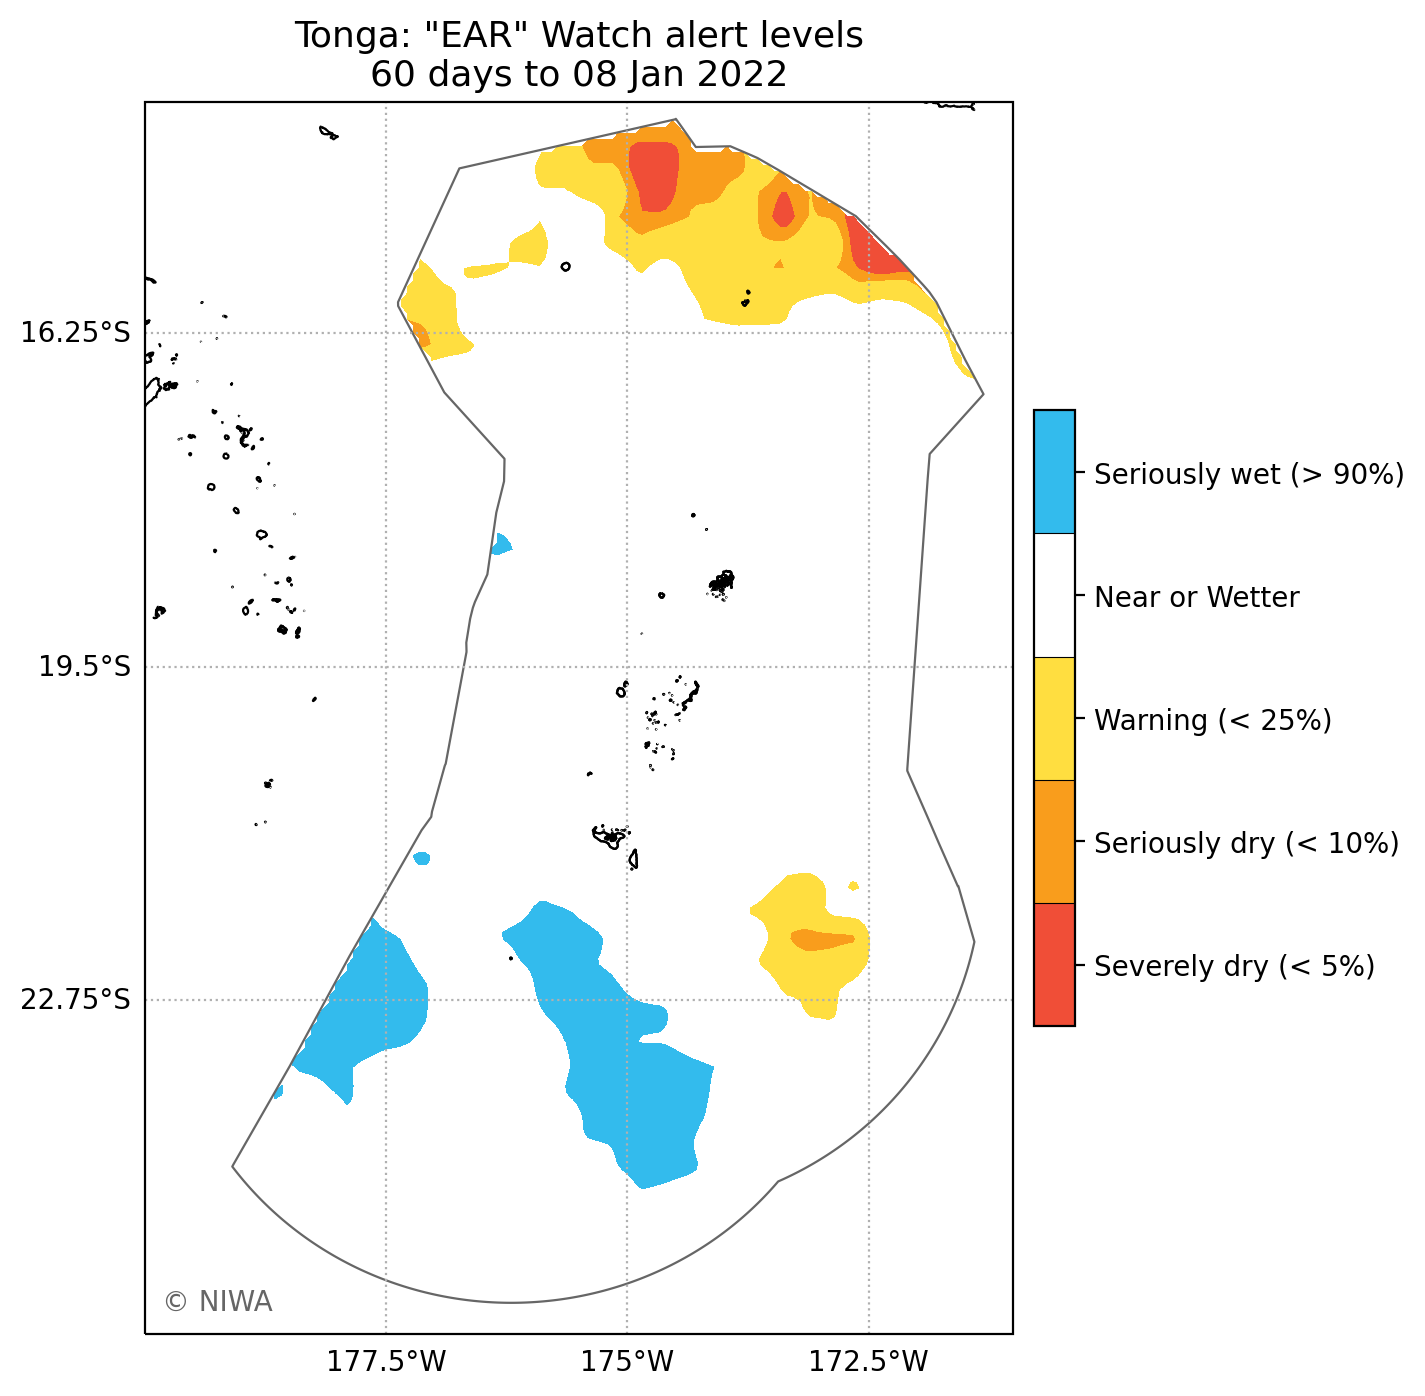 Tonga: "EAR" Watch alert levels
60 days to 08 Jan 2022
16.25°S
19.5°S
22.75°S
177.5°W
175°W
172.5°W
Seriously wet (> 90%)
Near or Wetter
Warning (< 25%)
Seriously dry (< 10%)
Severely dry (< 5%)
© NIWA